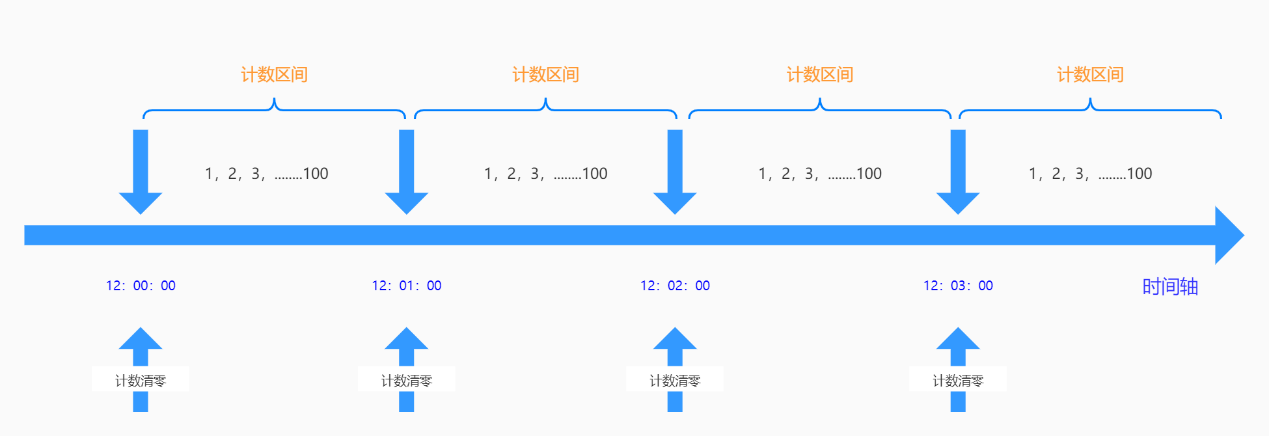 计数区间 计数区间 计数区间 计数区间
1，2，3，........100 1，2，3，........100 1，2，3，........100 1，2，3，........100
12：00：00 12：01：00 12：02：00 12：03：00 时间轴
计数清零 计数清零 计数清零 计数清零